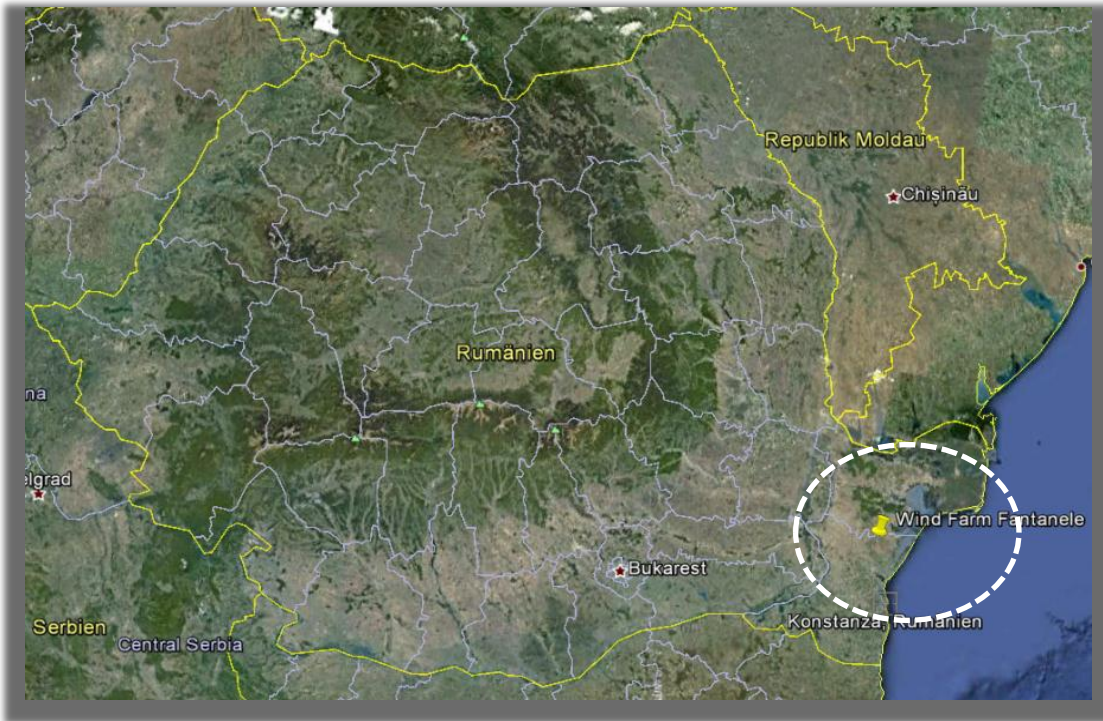 Republik Moldau
Chișinău
Rumänien
na
elgrad
Wind Farm Fantanele
Bukarest
Konstanza, Rumänien
Serbien
Central Serbia